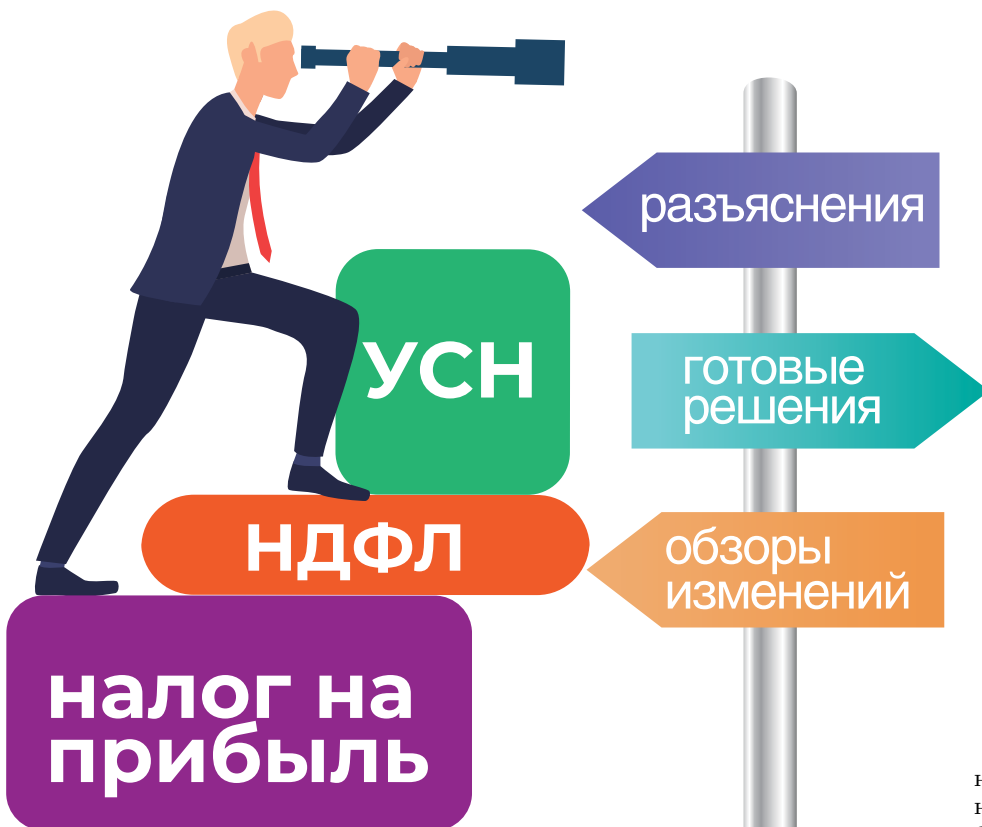 разъяснения
УСН
готовые
решения
НДФЛ
обзоры
изменений
налог на
прибыль